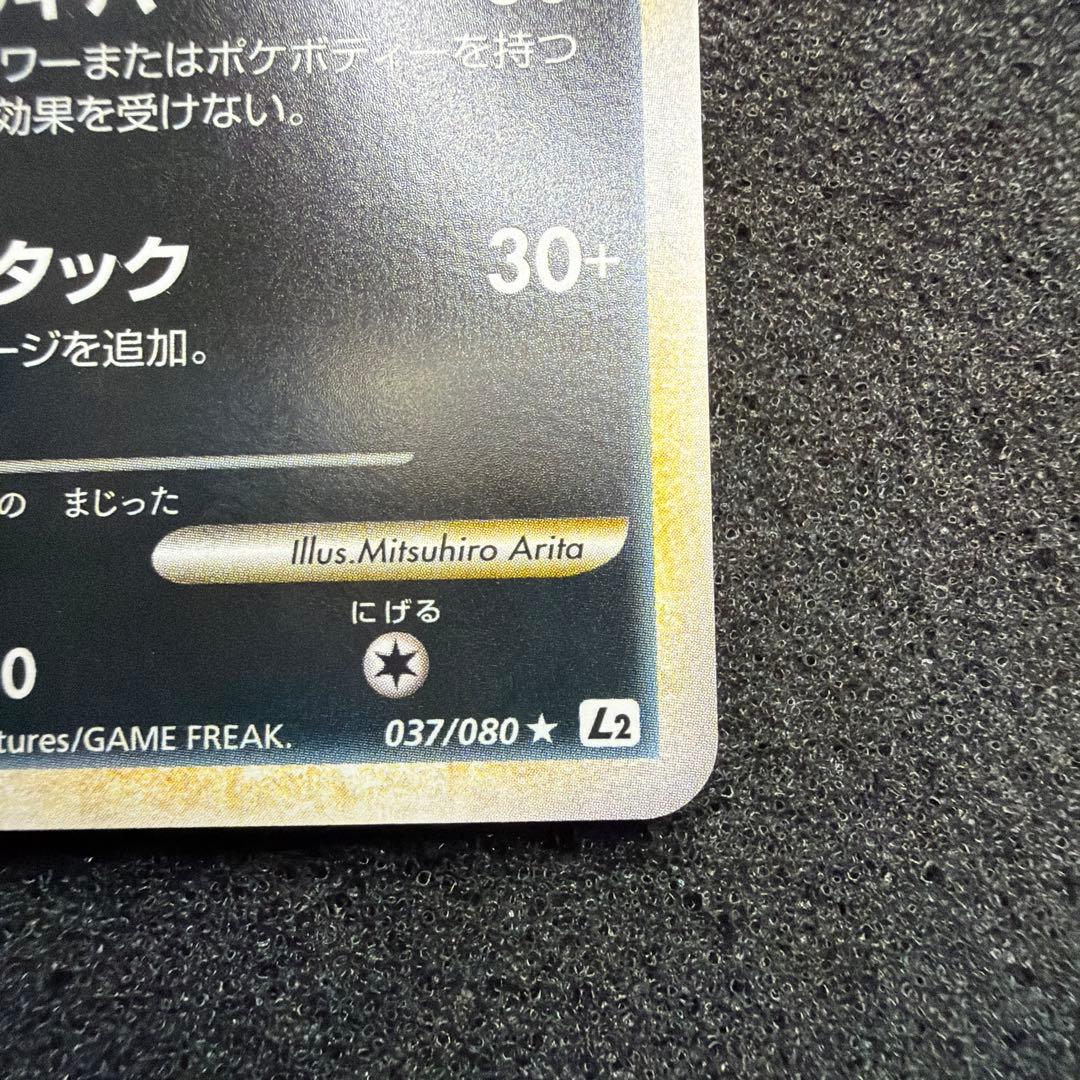 ワーまたはポケボディーを持つ
効果を受けない。
タック 30+
ージを追加。
の まじった
Illus.Mitsuhiro Arita
にげる
0
tures/GAME FREAK. 037/080 ★ L2